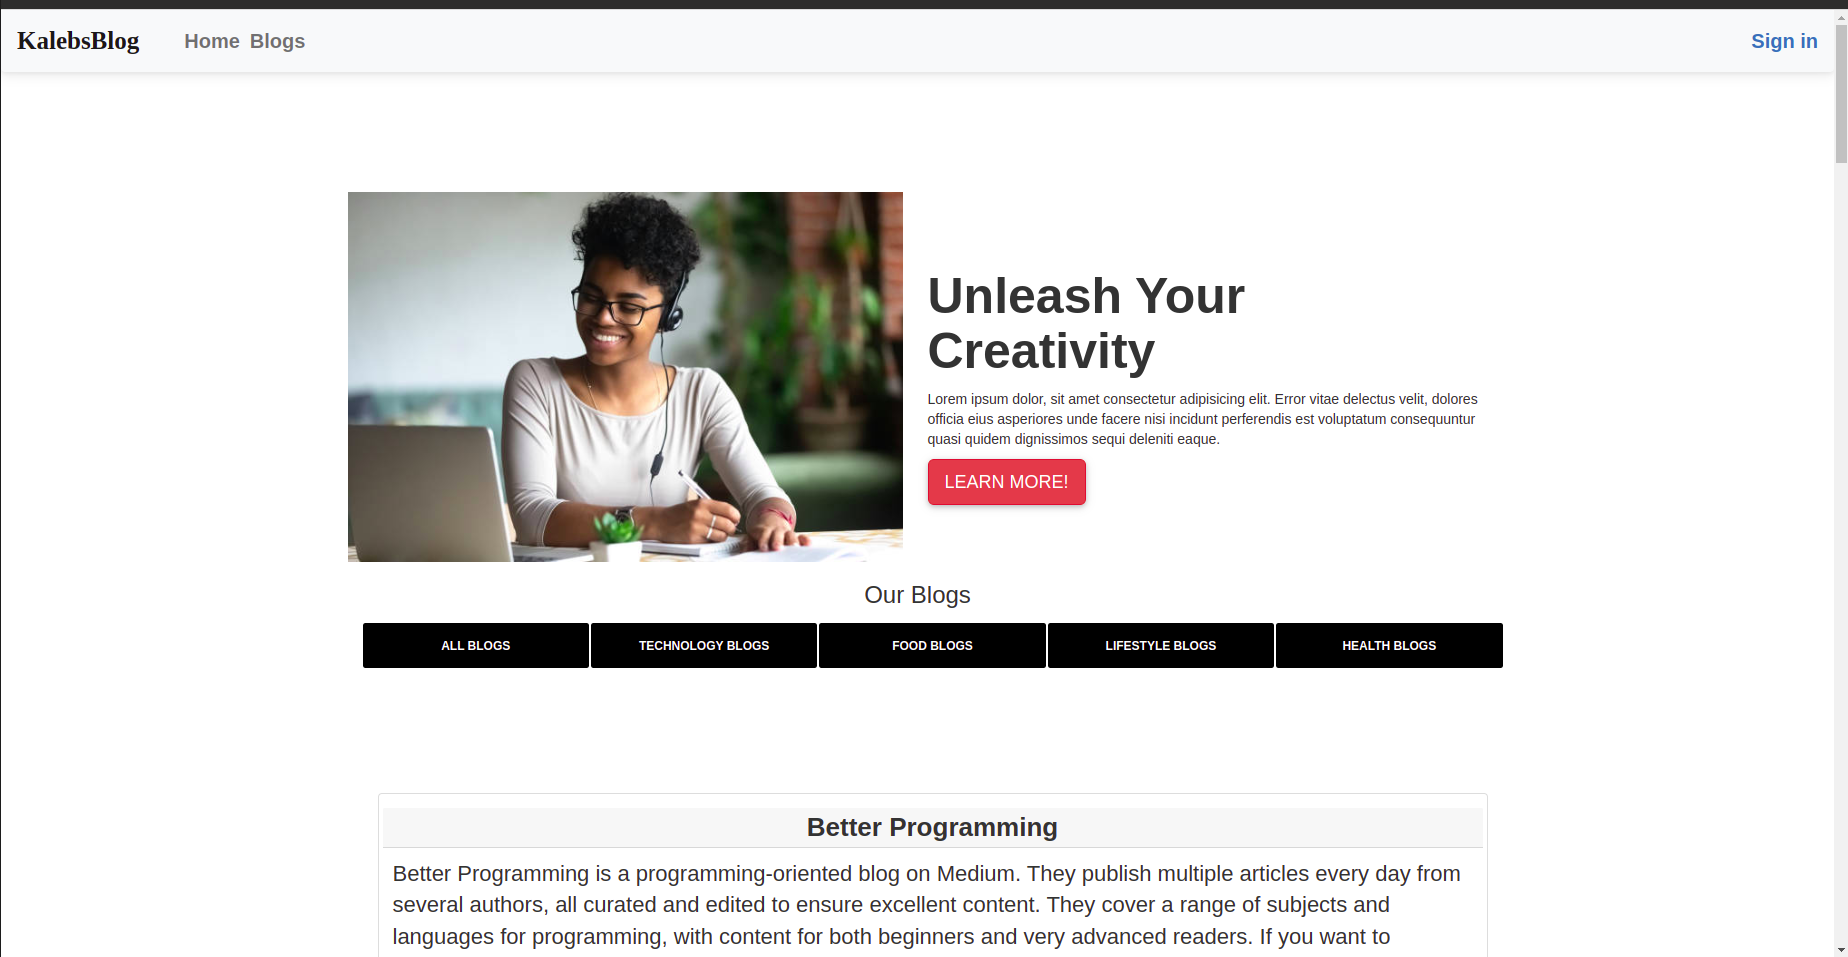 KalebsBlog Home Blogs Sign in
Unleash Your
Creativity
Lorem ipsum dolor, sit amet consectetur adipisicing elit. Error vitae delectus velit, dolores
officia eius asperiores unde facere nisi incidunt perferendis est voluptatum consequuntur
quasi quidem dignissimos sequi deleniti eaque.
LEARN MORE!
Our Blogs
ALL BLOGS TECHNOLOGY BLOGS FOOD BLOGS LIFESTYLE BLOGS HEALTH BLOGS
Better Programming
Better Programming is a programming-oriented blog on Medium. They publish multiple articles every day from
several authors, all curated and edited to ensure excellent content. They cover a range of subjects and
languages for programming, with content for both beginners and very advanced readers. If you want to